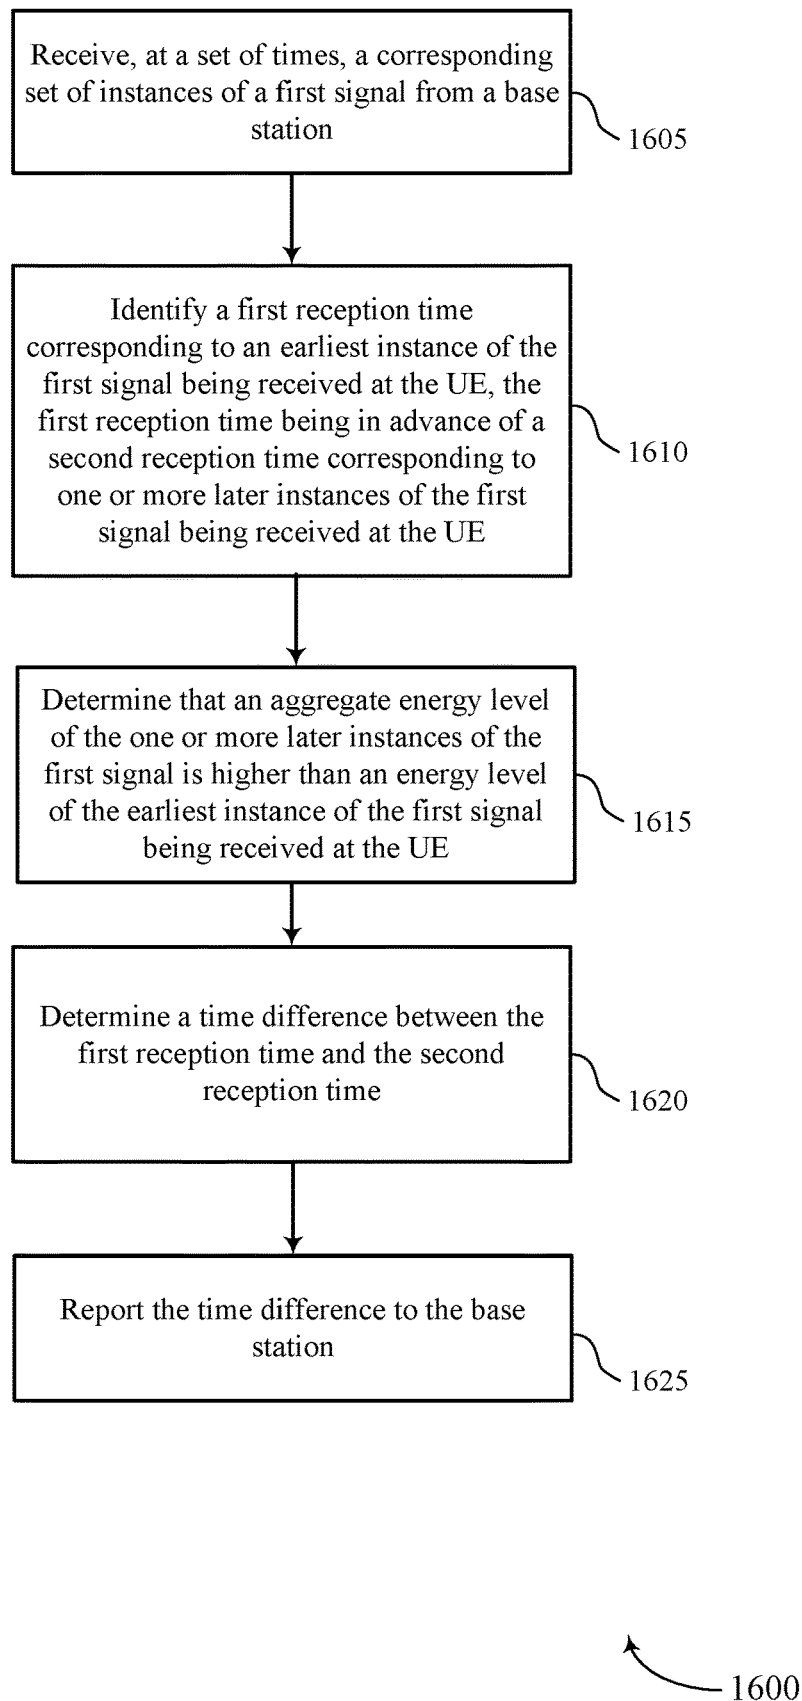 Receive, at a set of times, a corresponding
set of instances of a first signal from a base
station
1605
Identify a first reception time
corresponding to an earliest instance of the
first signal being received at the UE, the
first reception time being in advance of a
second reception time corresponding to
one or more later instances of the first
signal being received at the UE
1610
Determine that an aggregate energy level
of the one or more later instances of the
first signal is higher than an energy level
of the earliest instance of the first signal
being received at the UE
1615
Determine a time difference between the
first reception time and the second
reception time
1620
Report the time difference to the base
station
1625
1600